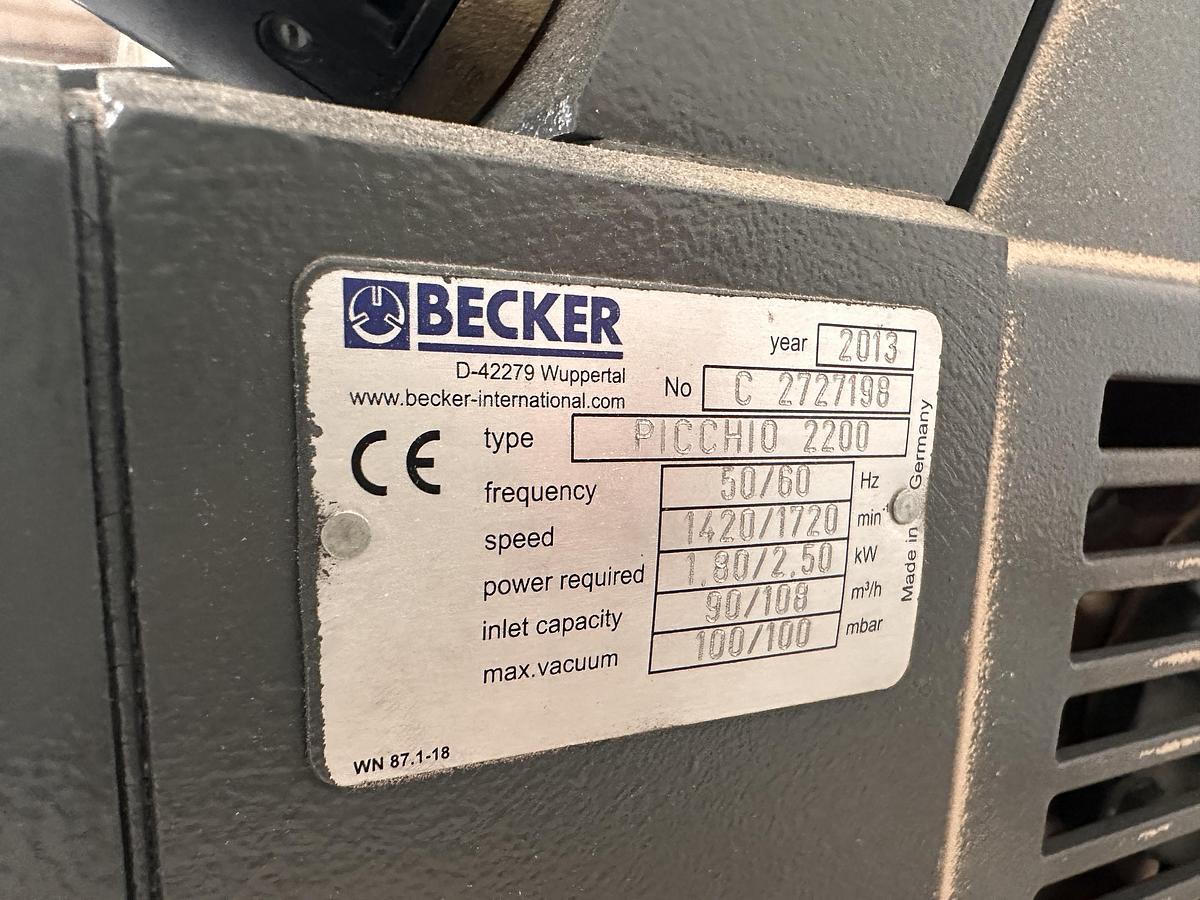 BECKER
year 2013
D-42279 Wuppertal
No C 2727198
www.becker-international.com
type PICCHIO 2200
CE
frequency 50/60 Hz
speed 1420/1720 min⁻¹
power required 1.80/2.50 kW
inlet capacity 90/108 m³/h
max.vacuum 100/100 mbar
Made in Germany
WN 87.1-18